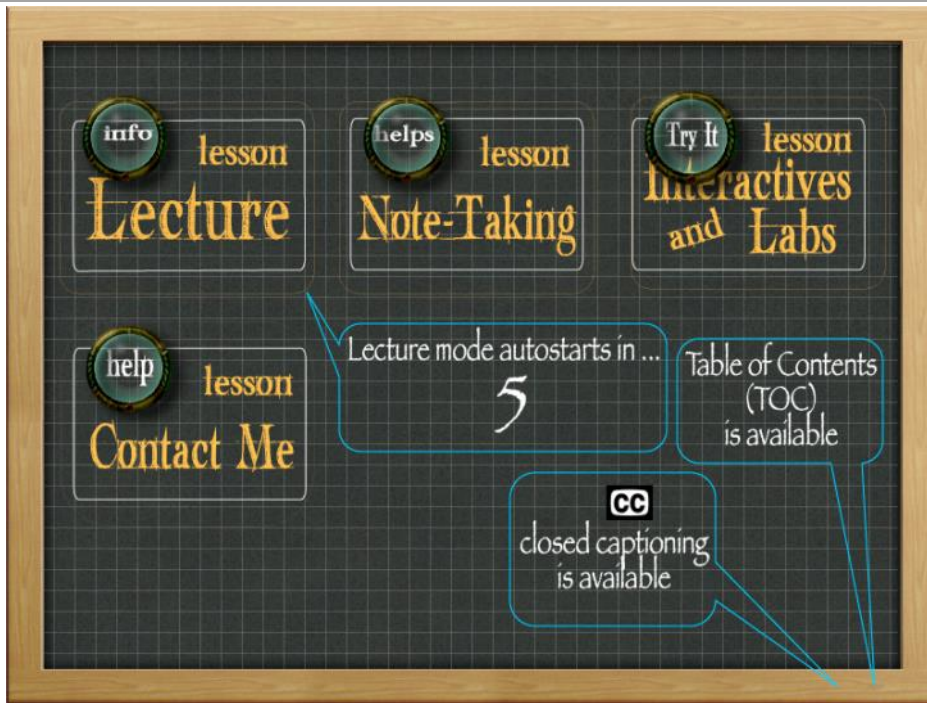 info
lesson
Lecture
helps
lesson
Note-Taking
Try It
lesson
Interactives
and Labs
help
lesson
Contact Me
Lecture mode autostarts in ...
5
Table of Contents
(TOC)
is available
CC
closed captioning
is available